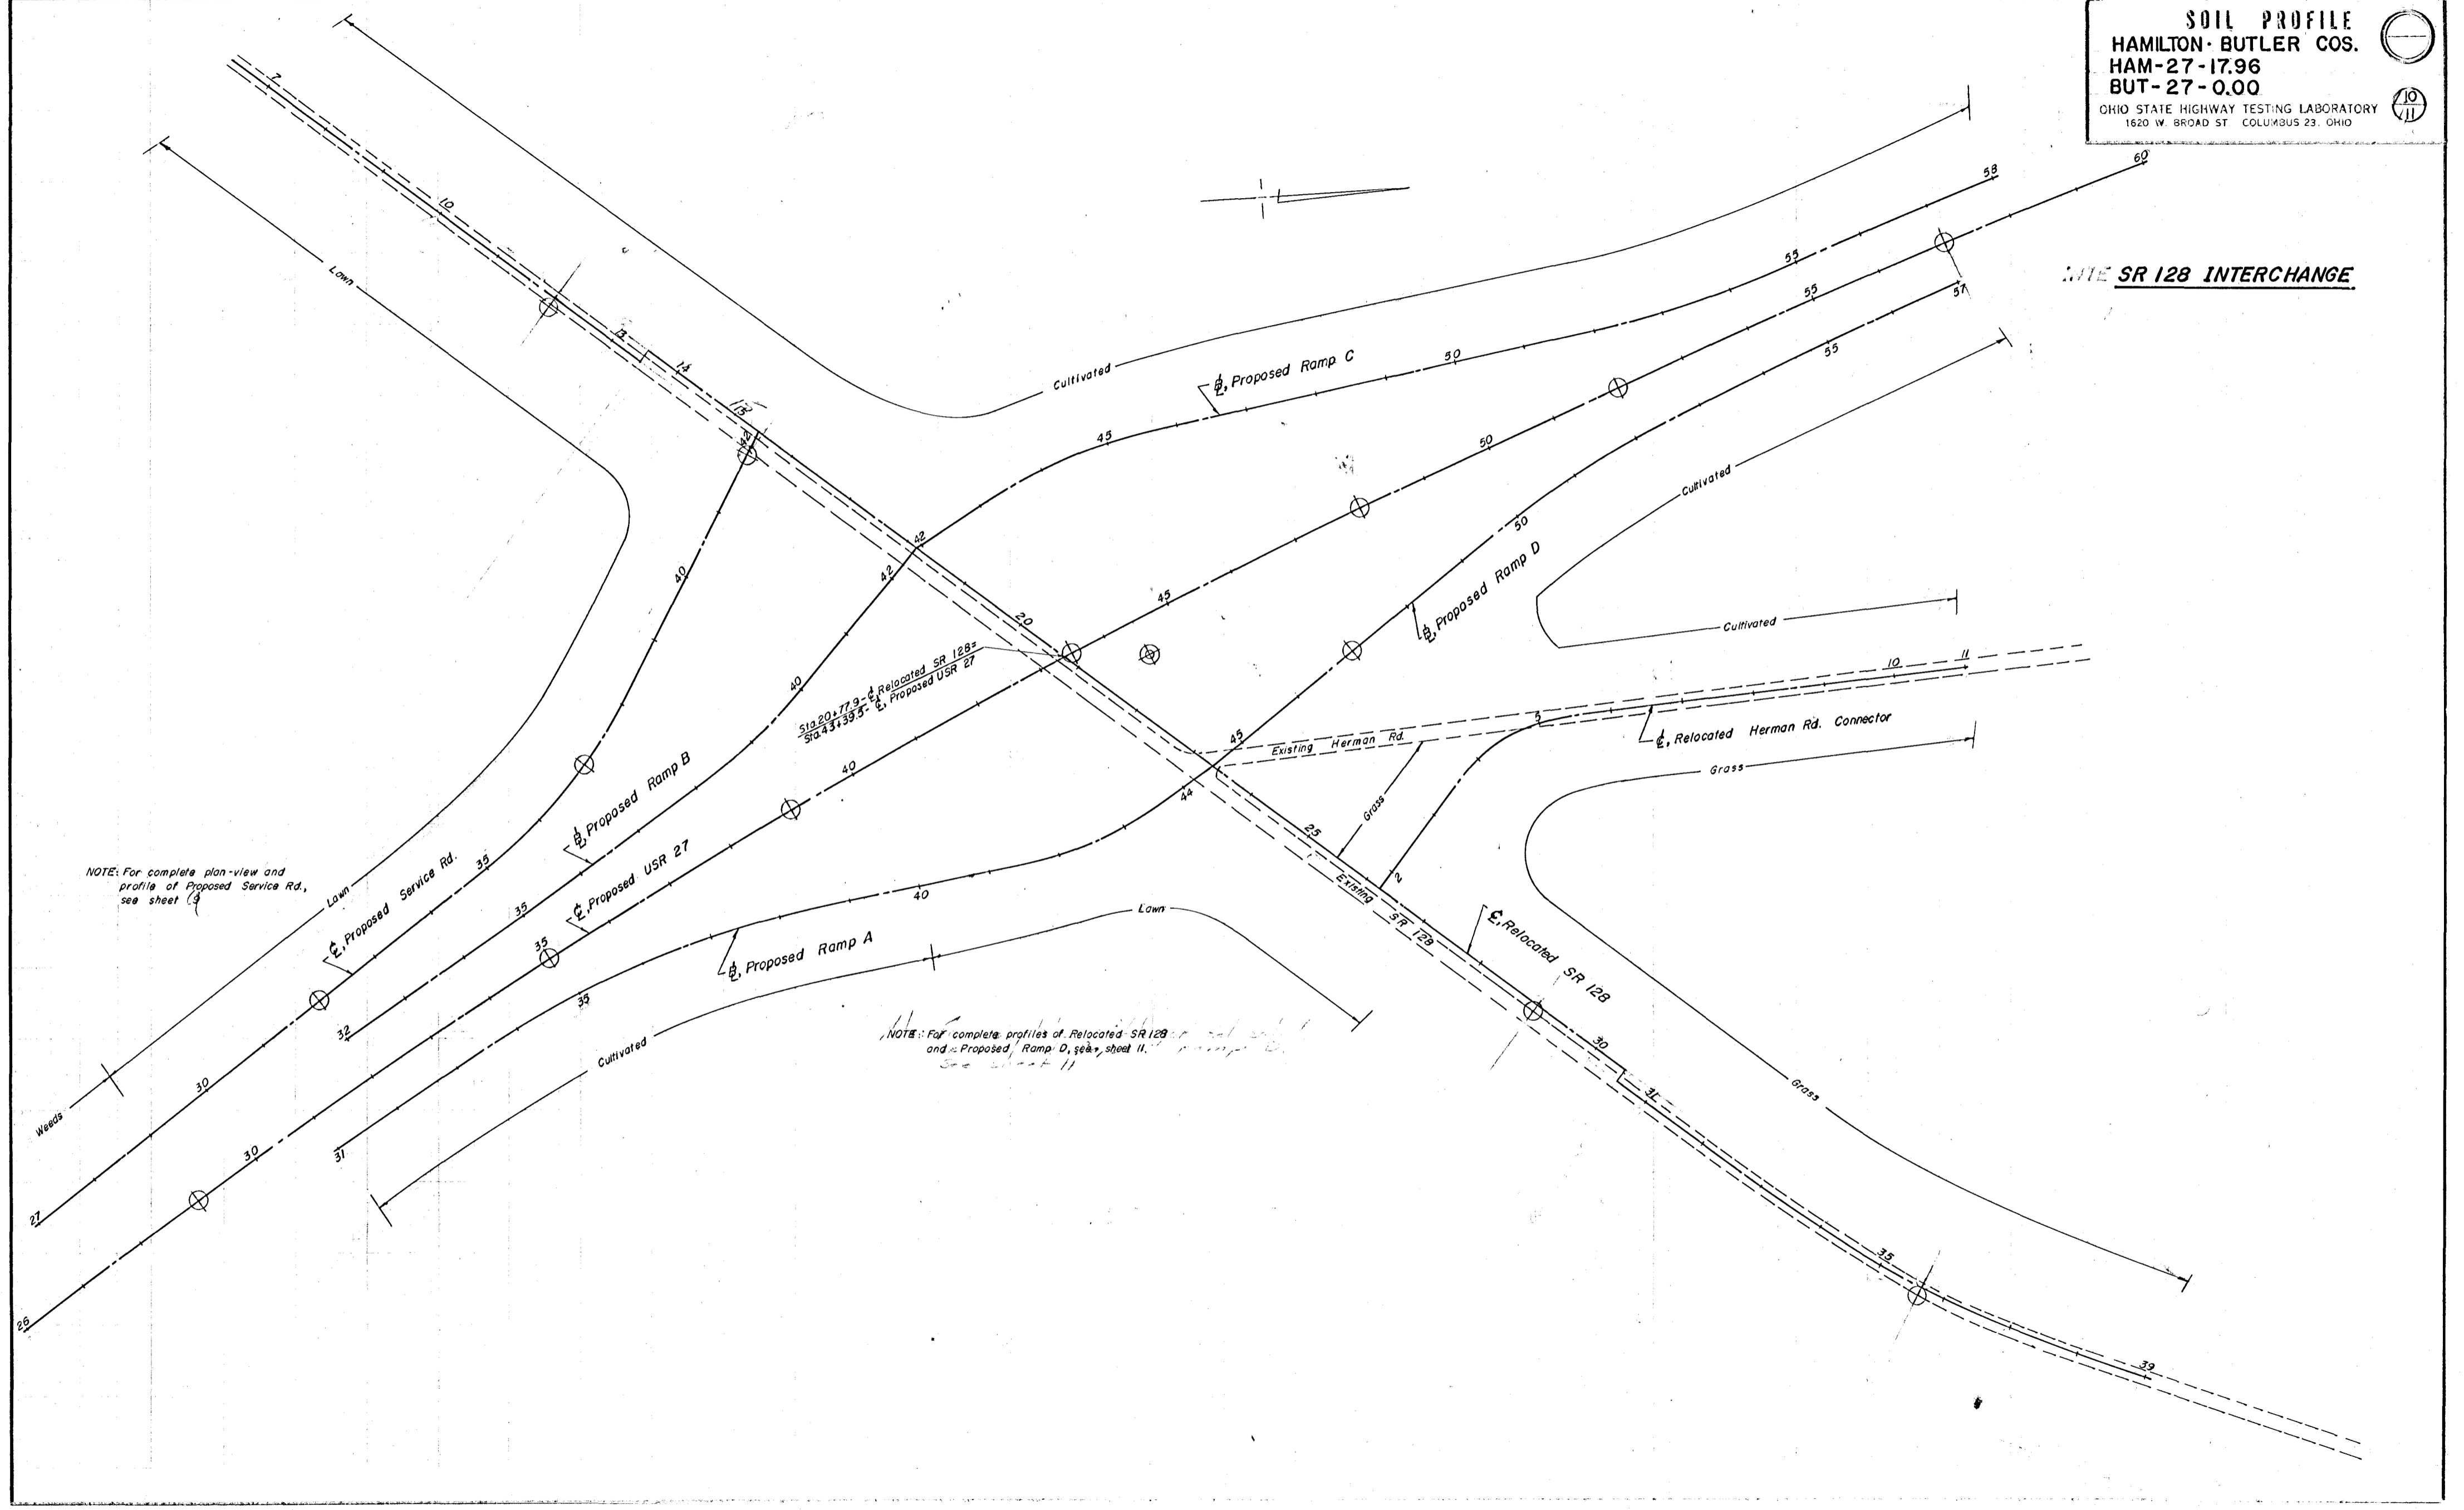 SOIL PROFILE
HAMILTON · BUTLER COS.
HAM-27-17.96
BUT-27-0.00
OHIO STATE HIGHWAY TESTING LABORATORY
1620 W. BROAD ST COLUMBUS 23. OHIO
10
11
SR 128 INTERCHANGE
7
10
13
14
15
42
Lawn
Cultivated
℄, Proposed Ramp C
45
50
55
58
60
55
50
45
57
55
50
Cultivated
℄, Proposed Ramp D
Cultivated
42
42
40
40
20
Sta. 20+77.9 - ℄, Relocated SR 128=
Sta. 43+39.5 - ℄, Proposed USR 27
45
44
Existing Herman Rd.
5
10
11
℄, Relocated Herman Rd. Connector
Grass
Grass
25
2
Existing SR 128
℄, Relocated SR 128
30
31
35
39
Grass
NOTE: For complete plan-view and
profile of Proposed Service Rd.,
see sheet 9
Lawn
℄, Proposed Service Rd.
35
℄, Proposed Ramp B
35
℄, Proposed USR 27
40
35
32
30
Weeds
27
30
26
31
35
40
℄, Proposed Ramp A
Lawn
Cultivated
NOTE: For complete profiles of Relocated SR 128
and Proposed Ramp D, see sheet 11.